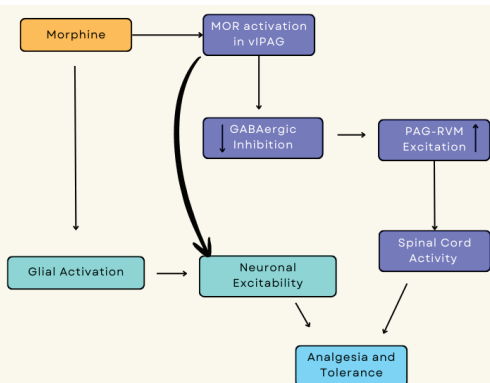 Morphine
MOR activation
in vlPAG
GABAergic
Inhibition
PAG-RVM
Excitation
Spinal Cord
Activity
Glial Activation
Neuronal
Excitability
Analgesia and
Tolerance